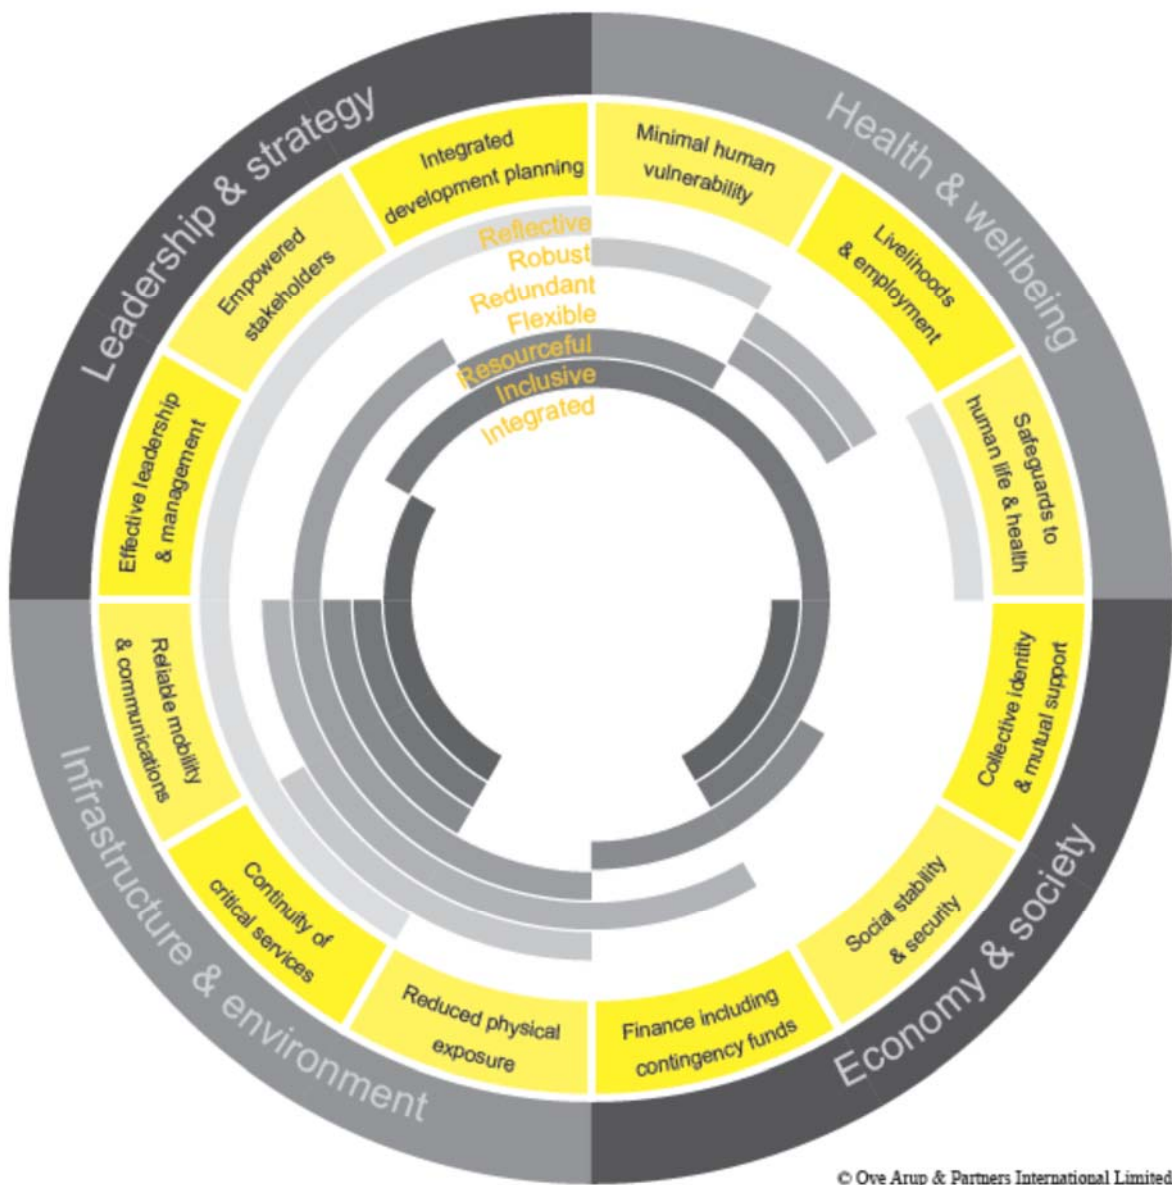 Leadership & strategy
Health & wellbeing
Economy & society
Infrastructure & environment
Integrated
development planning
Minimal human
vulnerability
Livelihoods
& employment
Safeguards to
human life & health
Collective identity
& mutual support
Social stability
& security
Finance including
contingency funds
Reduced physical
exposure
Continuity of
critical services
Reliable mobility
& communications
Effective leadership
& management
Empowered
stakeholders
Reflective
Robust
Redundant
Flexible
Resourceful
Inclusive
Integrated
© Ove Arup & Partners International Limited